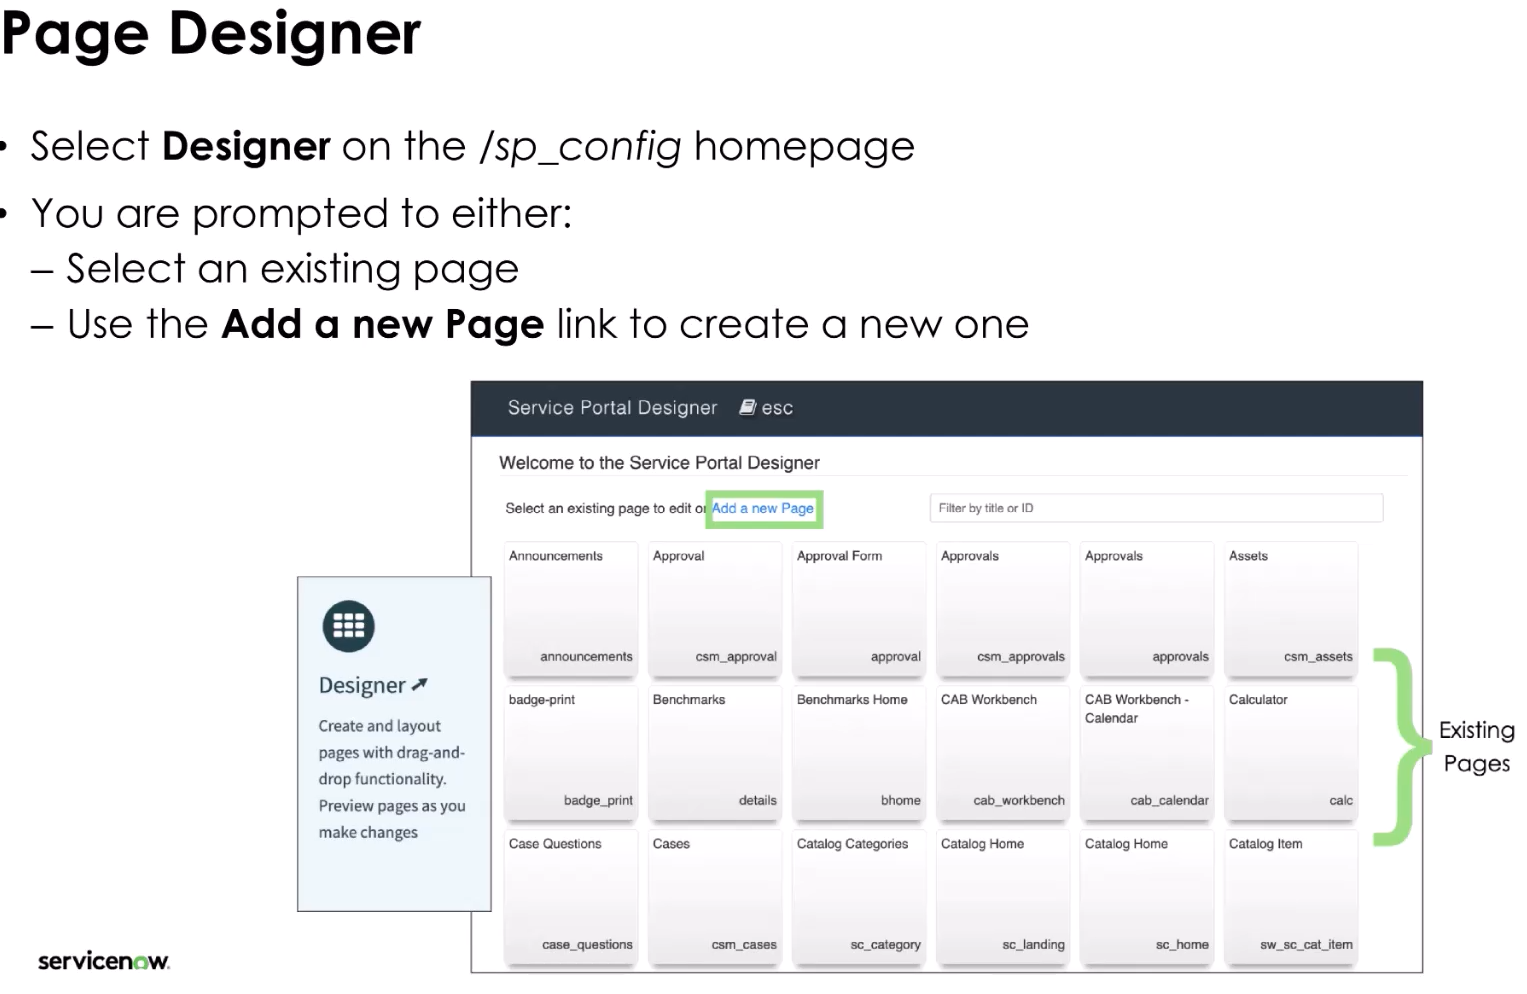 Page Designer
• Select Designer on the /sp_config homepage
• You are prompted to either:
– Select an existing page
– Use the Add a new Page link to create a new one
Service Portal Designer esc
Welcome to the Service Portal Designer
Select an existing page to edit or Add a new Page
Filter by title or ID
Announcements
announcements
Approval
csm_approval
Approval Form
approval
Approvals
csm_approvals
Approvals
approvals
Assets
csm_assets
badge-print
badge_print
Benchmarks
details
Benchmarks Home
bhome
CAB Workbench
cab_workbench
CAB Workbench -
Calendar
cab_calendar
Calculator
calc
Case Questions
case_questions
Cases
csm_cases
Catalog Categories
sc_category
Catalog Home
sc_landing
Catalog Home
sc_home
Catalog Item
sw_sc_cat_item
Designer
Create and layout
pages with drag-and-
drop functionality.
Preview pages as you
make changes
Existing
Pages
servicenow.